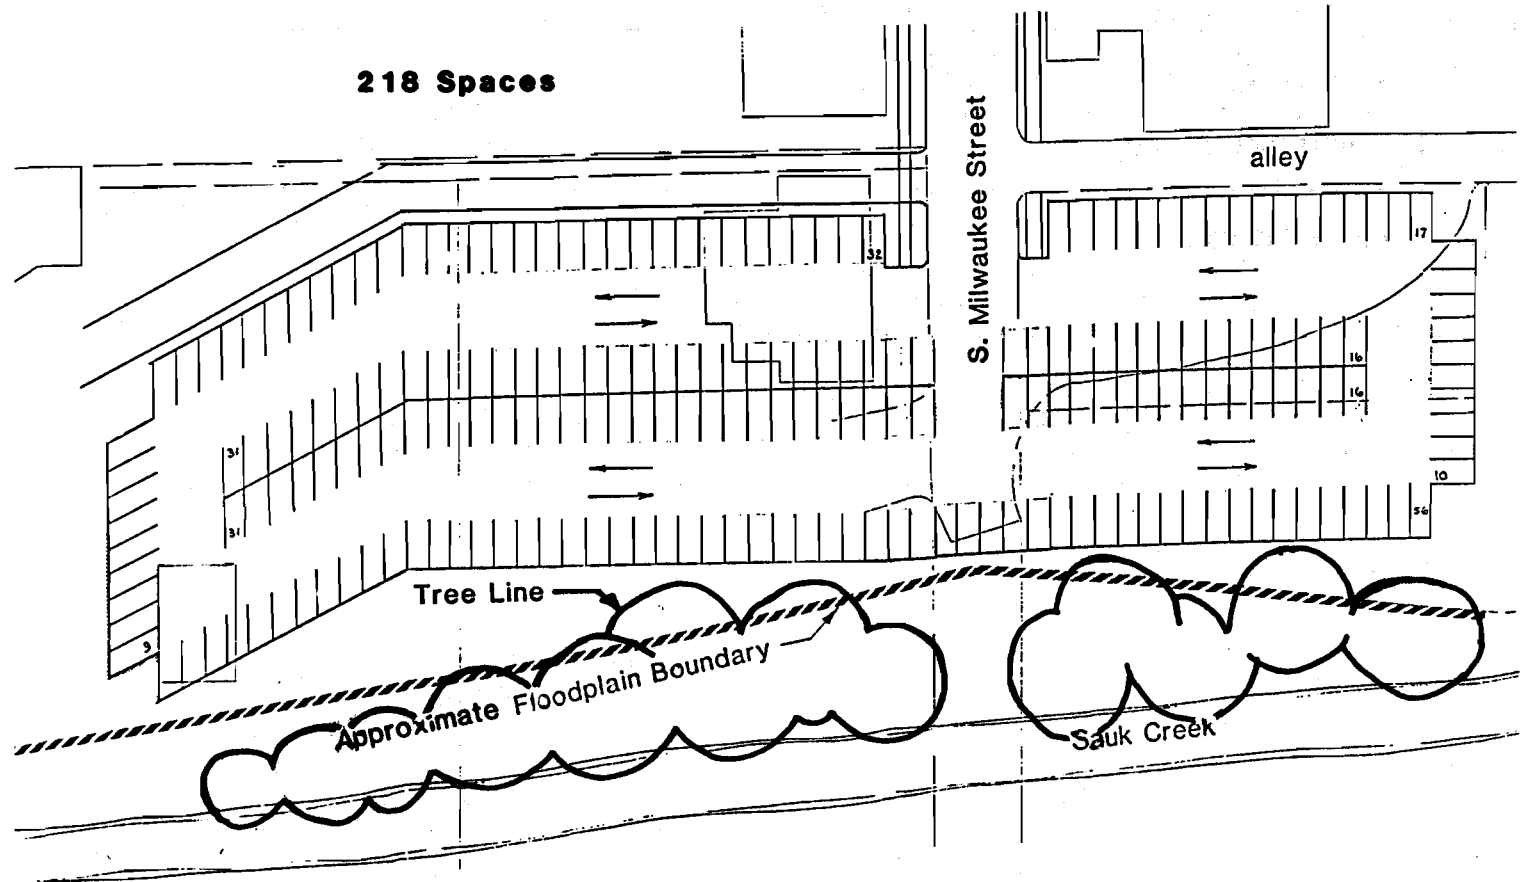 218 Spaces
S. Milwaukee Street
alley
32
17
16
16
31
31
10
56
9
Tree Line
Approximate Floodplain Boundary
Sauk Creek